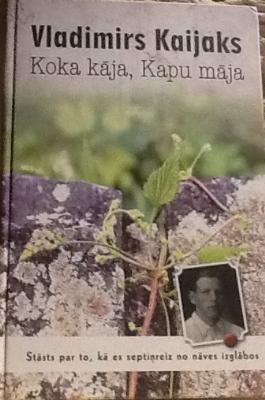 Vladimirs Kaijaks
Koka kāja, Kapu māja
Stāsts par to, kā es septiņreiz no nāves izglābos